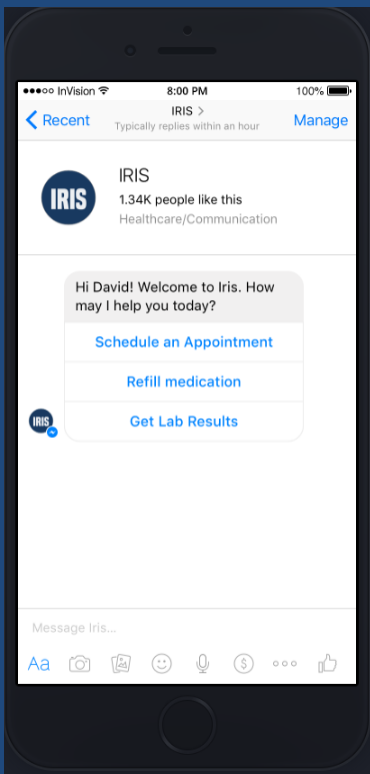 InVision 8:00 PM 100%
Recent IRIS > Manage
Typically replies within an hour
IRIS
IRIS
1.34K people like this
Healthcare/Communication
Hi David! Welcome to Iris. How
may I help you today?
Schedule an Appointment
Refill medication
IRIS
Get Lab Results
Message Iris...
Aa
$